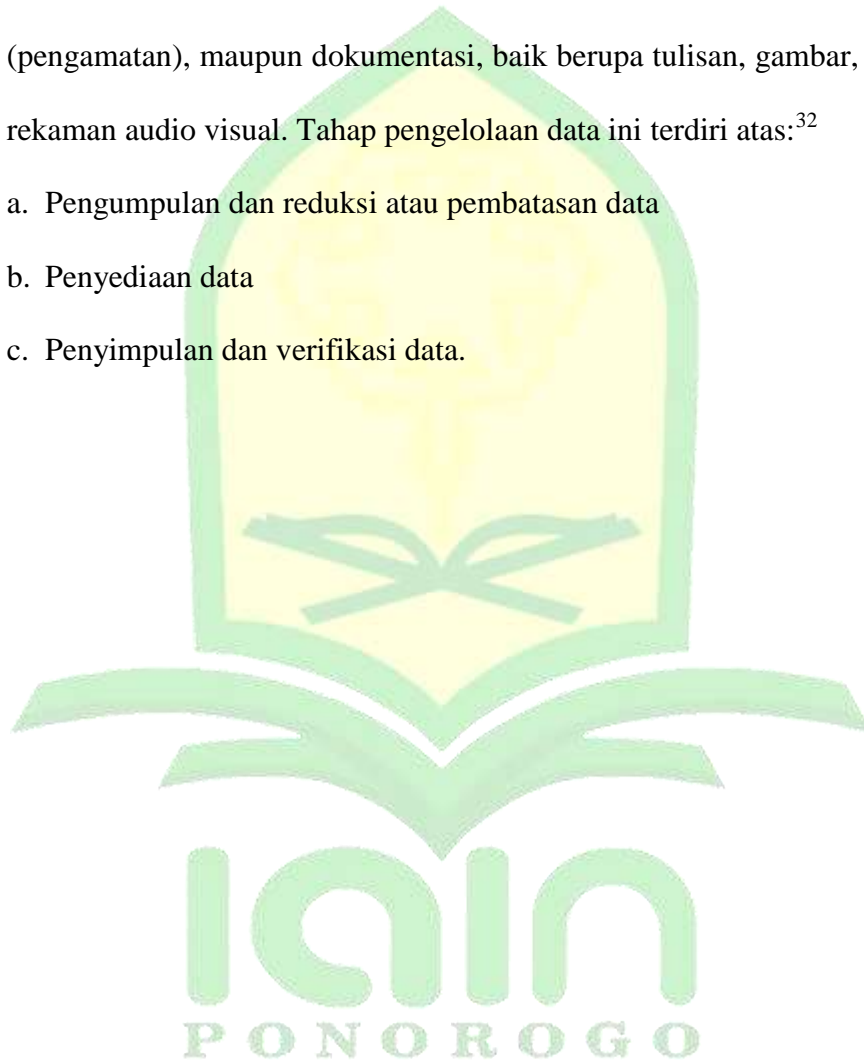 (pengamatan), maupun dokumentasi, baik berupa tulisan, gambar,
rekaman audio visual. Tahap pengelolaan data ini terdiri atas:32
a. Pengumpulan dan reduksi atau pembatasan data
b. Penyediaan data
c. Penyimpulan dan verifikasi data.
iain
PONOROGO